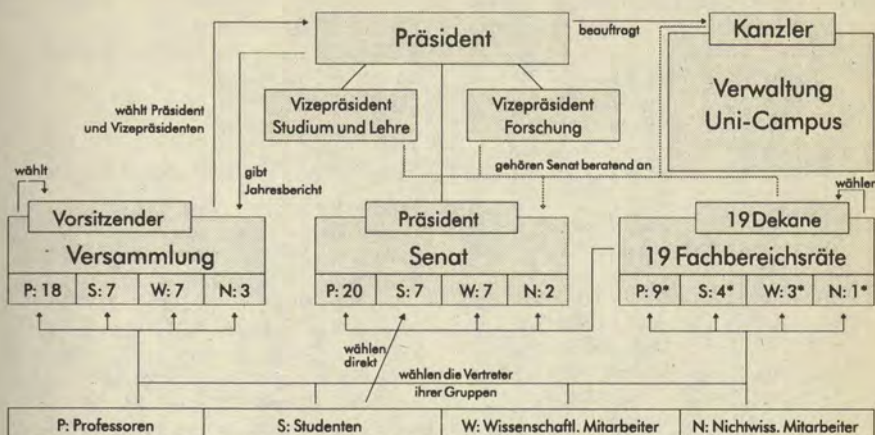 Präsident
beauftragt
Kanzler
Verwaltung
Uni-Campus
wählt Präsident
und Vizepräsidenten
Vizepräsident
Studium und Lehre
Vizepräsident
Forschung
gehören Senat beratend an
wählt
gibt
Jahresbericht
wählen
Vorsitzender
Versammlung
P: 18 S: 7 W: 7 N: 3
Präsident
Senat
P: 20 S: 7 W: 7 N: 2
19 Dekane
19 Fachbereichsräte
P: 9* S: 4* W: 3* N: 1*
wählen
direkt
wählen die Vertreter
ihrer Gruppen
P: Professoren S: Studenten W: Wissenschaftl. Mitarbeiter N: Nichtwiss. Mitarbeiter